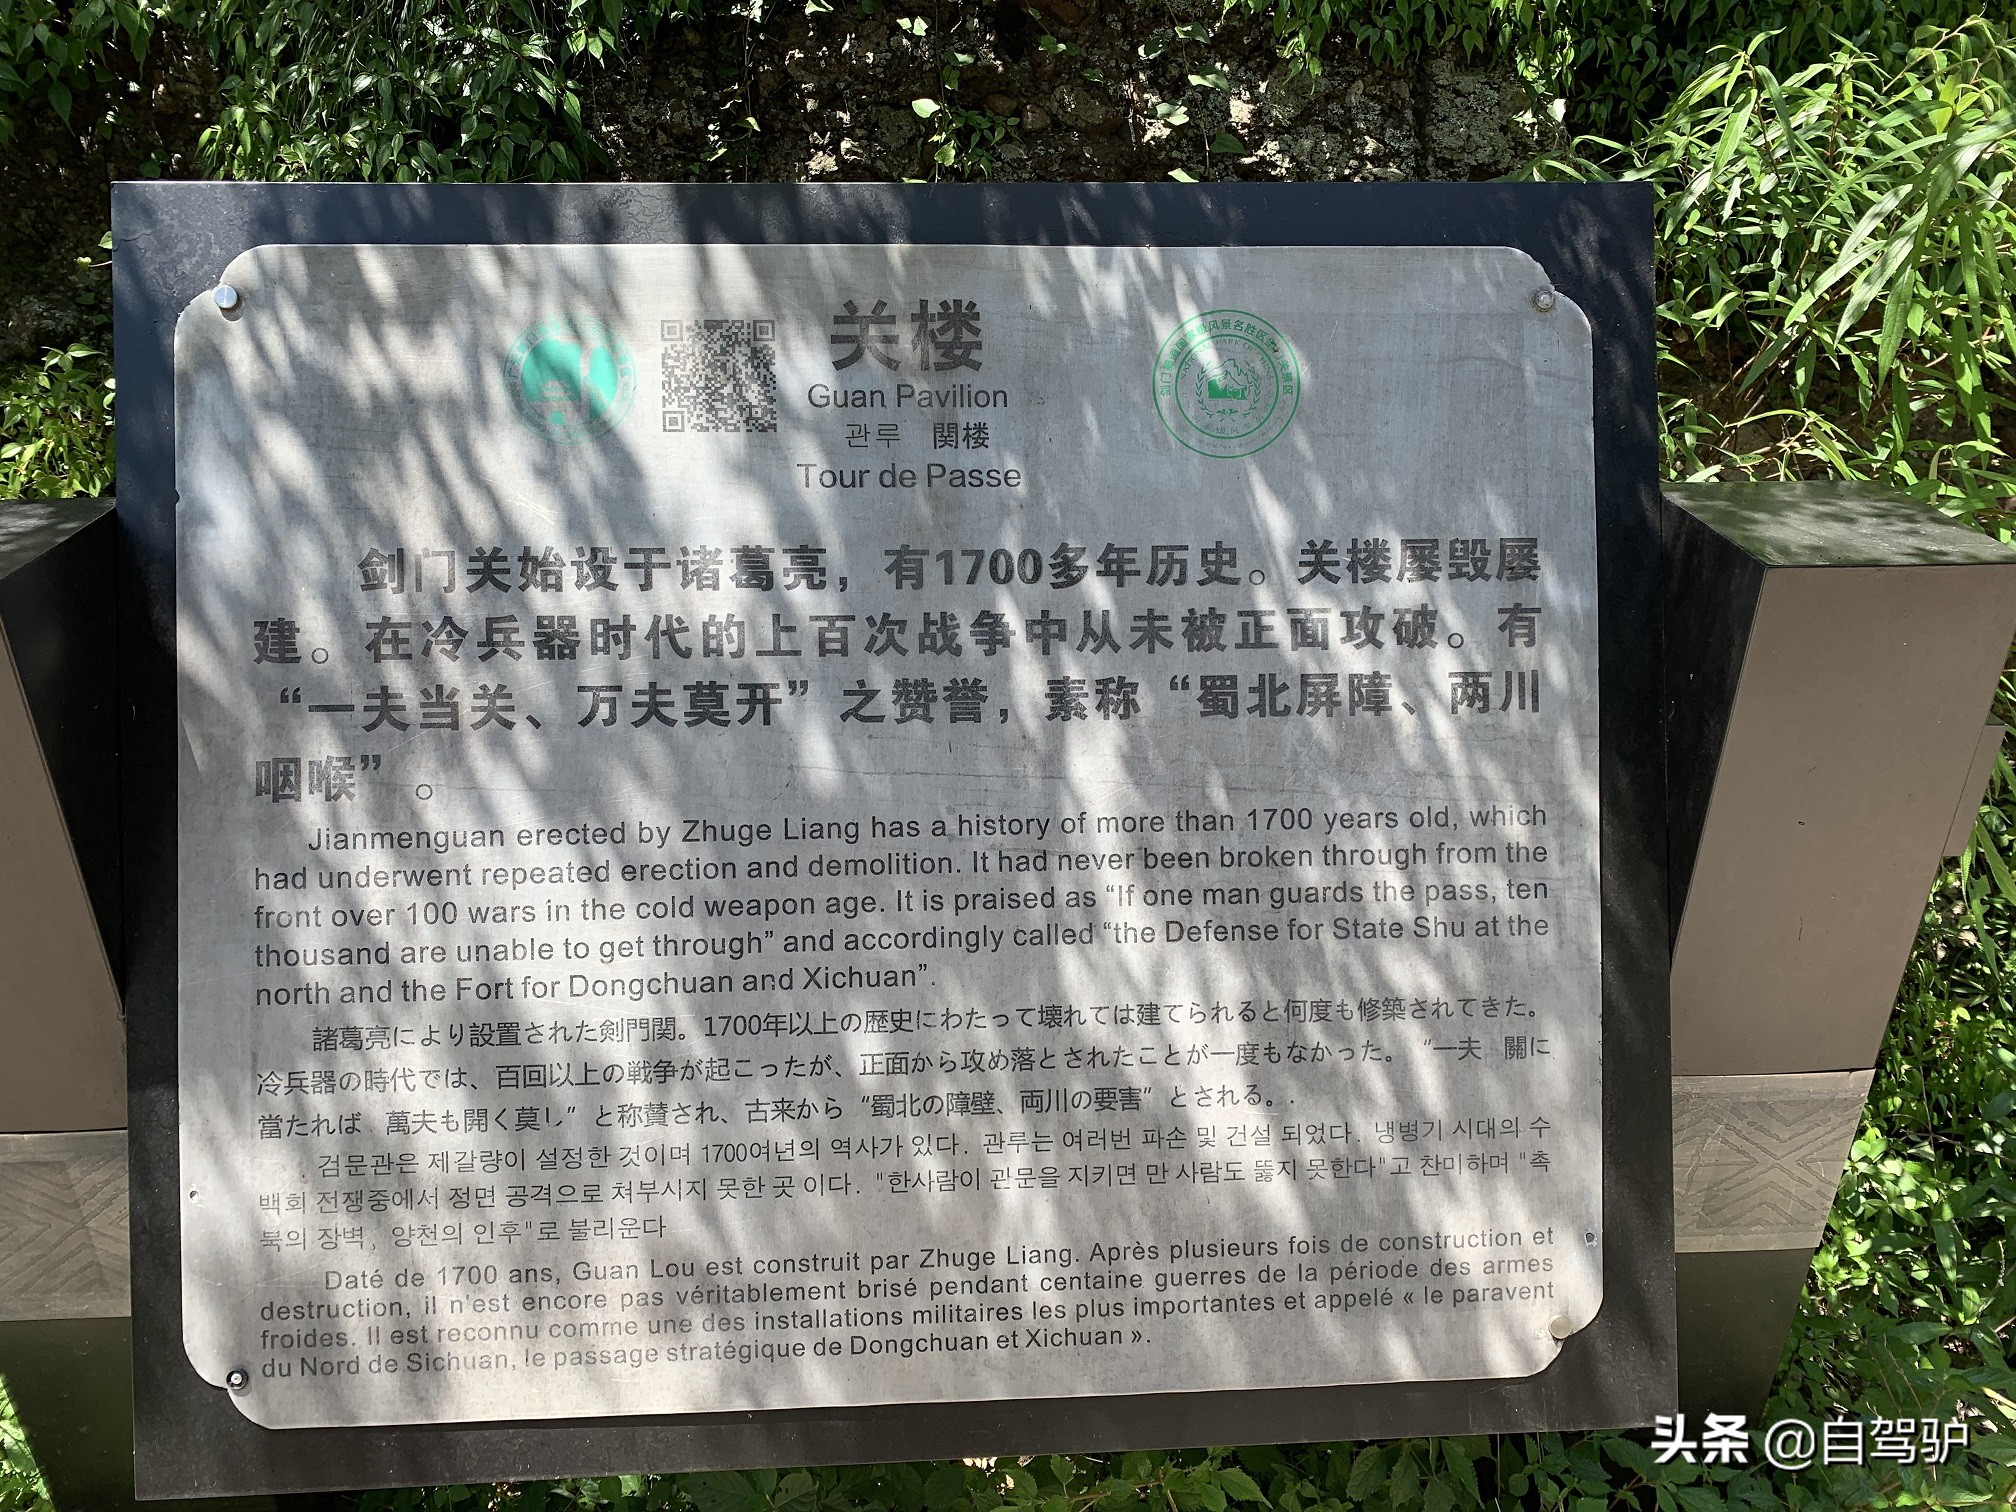 关楼
Guan Pavilion
관루 関楼
Tour de Passe
剑门关始设于诸葛亮，有1700多年历史。关楼屡毁屡
建。在冷兵器时代的上百次战争中从未被正面攻破。有
“一夫当关、万夫莫开”之赞誉，素称“蜀北屏障、两川
咽喉”。
Jianmenguan erected by Zhuge Liang has a history of more than 1700 years old, which
had underwent repeated erection and demolition. It had never been broken through from the
front over 100 wars in the cold weapon age. It is praised as “If one man guards the pass, ten
thousand are unable to get through” and accordingly called “the Defense for State Shu at the
north and the Fort for Dongchuan and Xichuan”.
諸葛亮により設置された剣門関。1700年以上の歴史にわたって壊れては建てられると何度も修築されてきた。
冷兵器の時代では、百回以上の戦争が起こったが、正面から攻め落とされたことが一度もなかった。“一夫 關に
當たれば 萬夫も開く莫し”と称賛され、古来から“蜀北の障壁、両川の要害”とされる。.
검문관은 제갈량이 설정한 것이며 1700여년의 역사가 있다. 관루는 여러번 파손 및 건설 되었다. 냉병기 시대의 수
백회 전쟁중에서 정면 공격으로 쳐부시지 못한 곳 이다. "한사람이 관문을 지키면 만 사람도 뚫지 못한다"고 찬미하며 "촉
북의 장벽, 양천의 인후"로 불리운다
Daté de 1700 ans, Guan Lou est construit par Zhuge Liang. Après plusieurs fois de construction et
destruction, il n'est encore pas véritablement brisé pendant centaine guerres de la période des armes
froides. Il est reconnu comme une des installations militaires les plus importantes et appelé « le paravent
du Nord de Sichuan, le passage stratégique de Dongchuan et Xichuan ».
头条 @自驾驴